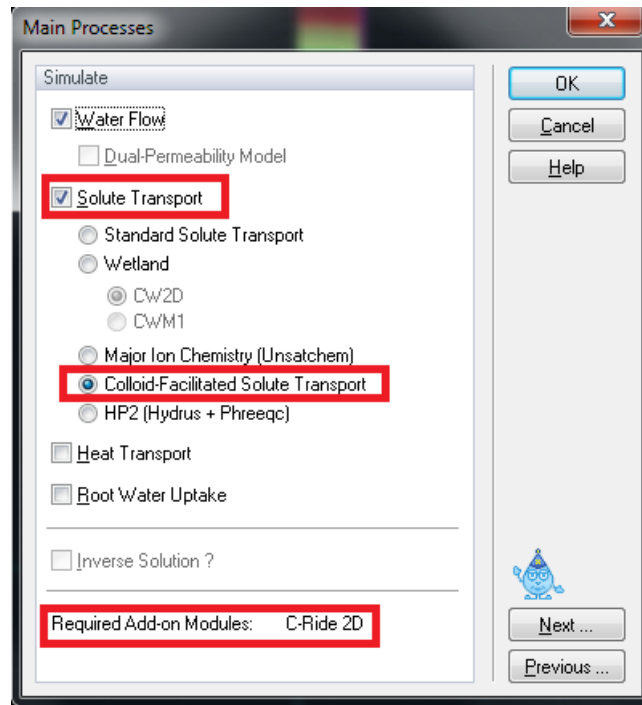 Main Processes
Simulate
Water Flow
Dual-Permeability Model
Solute Transport
Standard Solute Transport
Wetland
CW2D
CWM1
Major Ion Chemistry (Unsatchem)
Colloid-Facilitated Solute Transport
HP2 (Hydrus + Phreeqc)
Heat Transport
Root Water Uptake
Inverse Solution ?
Required Add-on Modules: C-Ride 2D
OK
Cancel
Help
Next ...
Previous ...